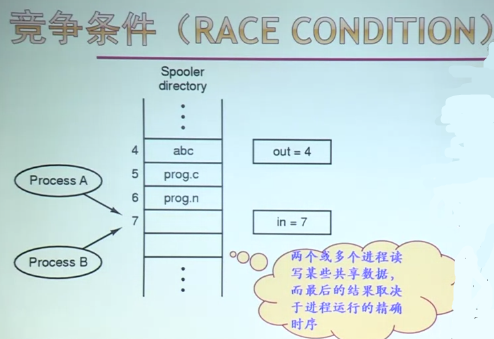 竞争条件（RACE CONDITION）
Spooler
directory
4 abc
out = 4
5 prog.c
Process A
6 prog.n
7
in = 7
Process B
两个或多个进程读
写某些共享数据，
而最后的结果取决
于进程运行的精确
时序